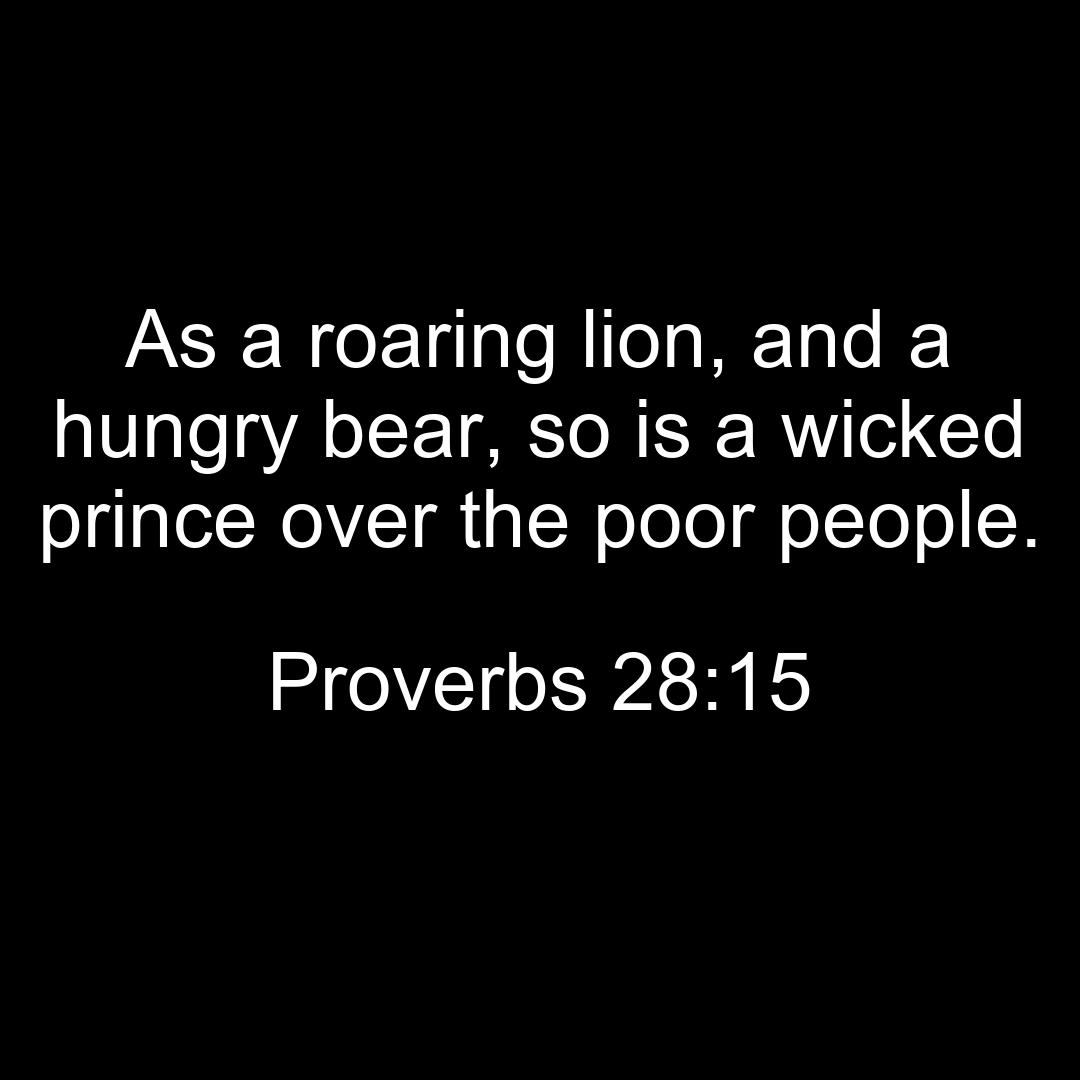 As a roaring lion, and a
hungry bear, so is a wicked
prince over the poor people.
Proverbs 28:15